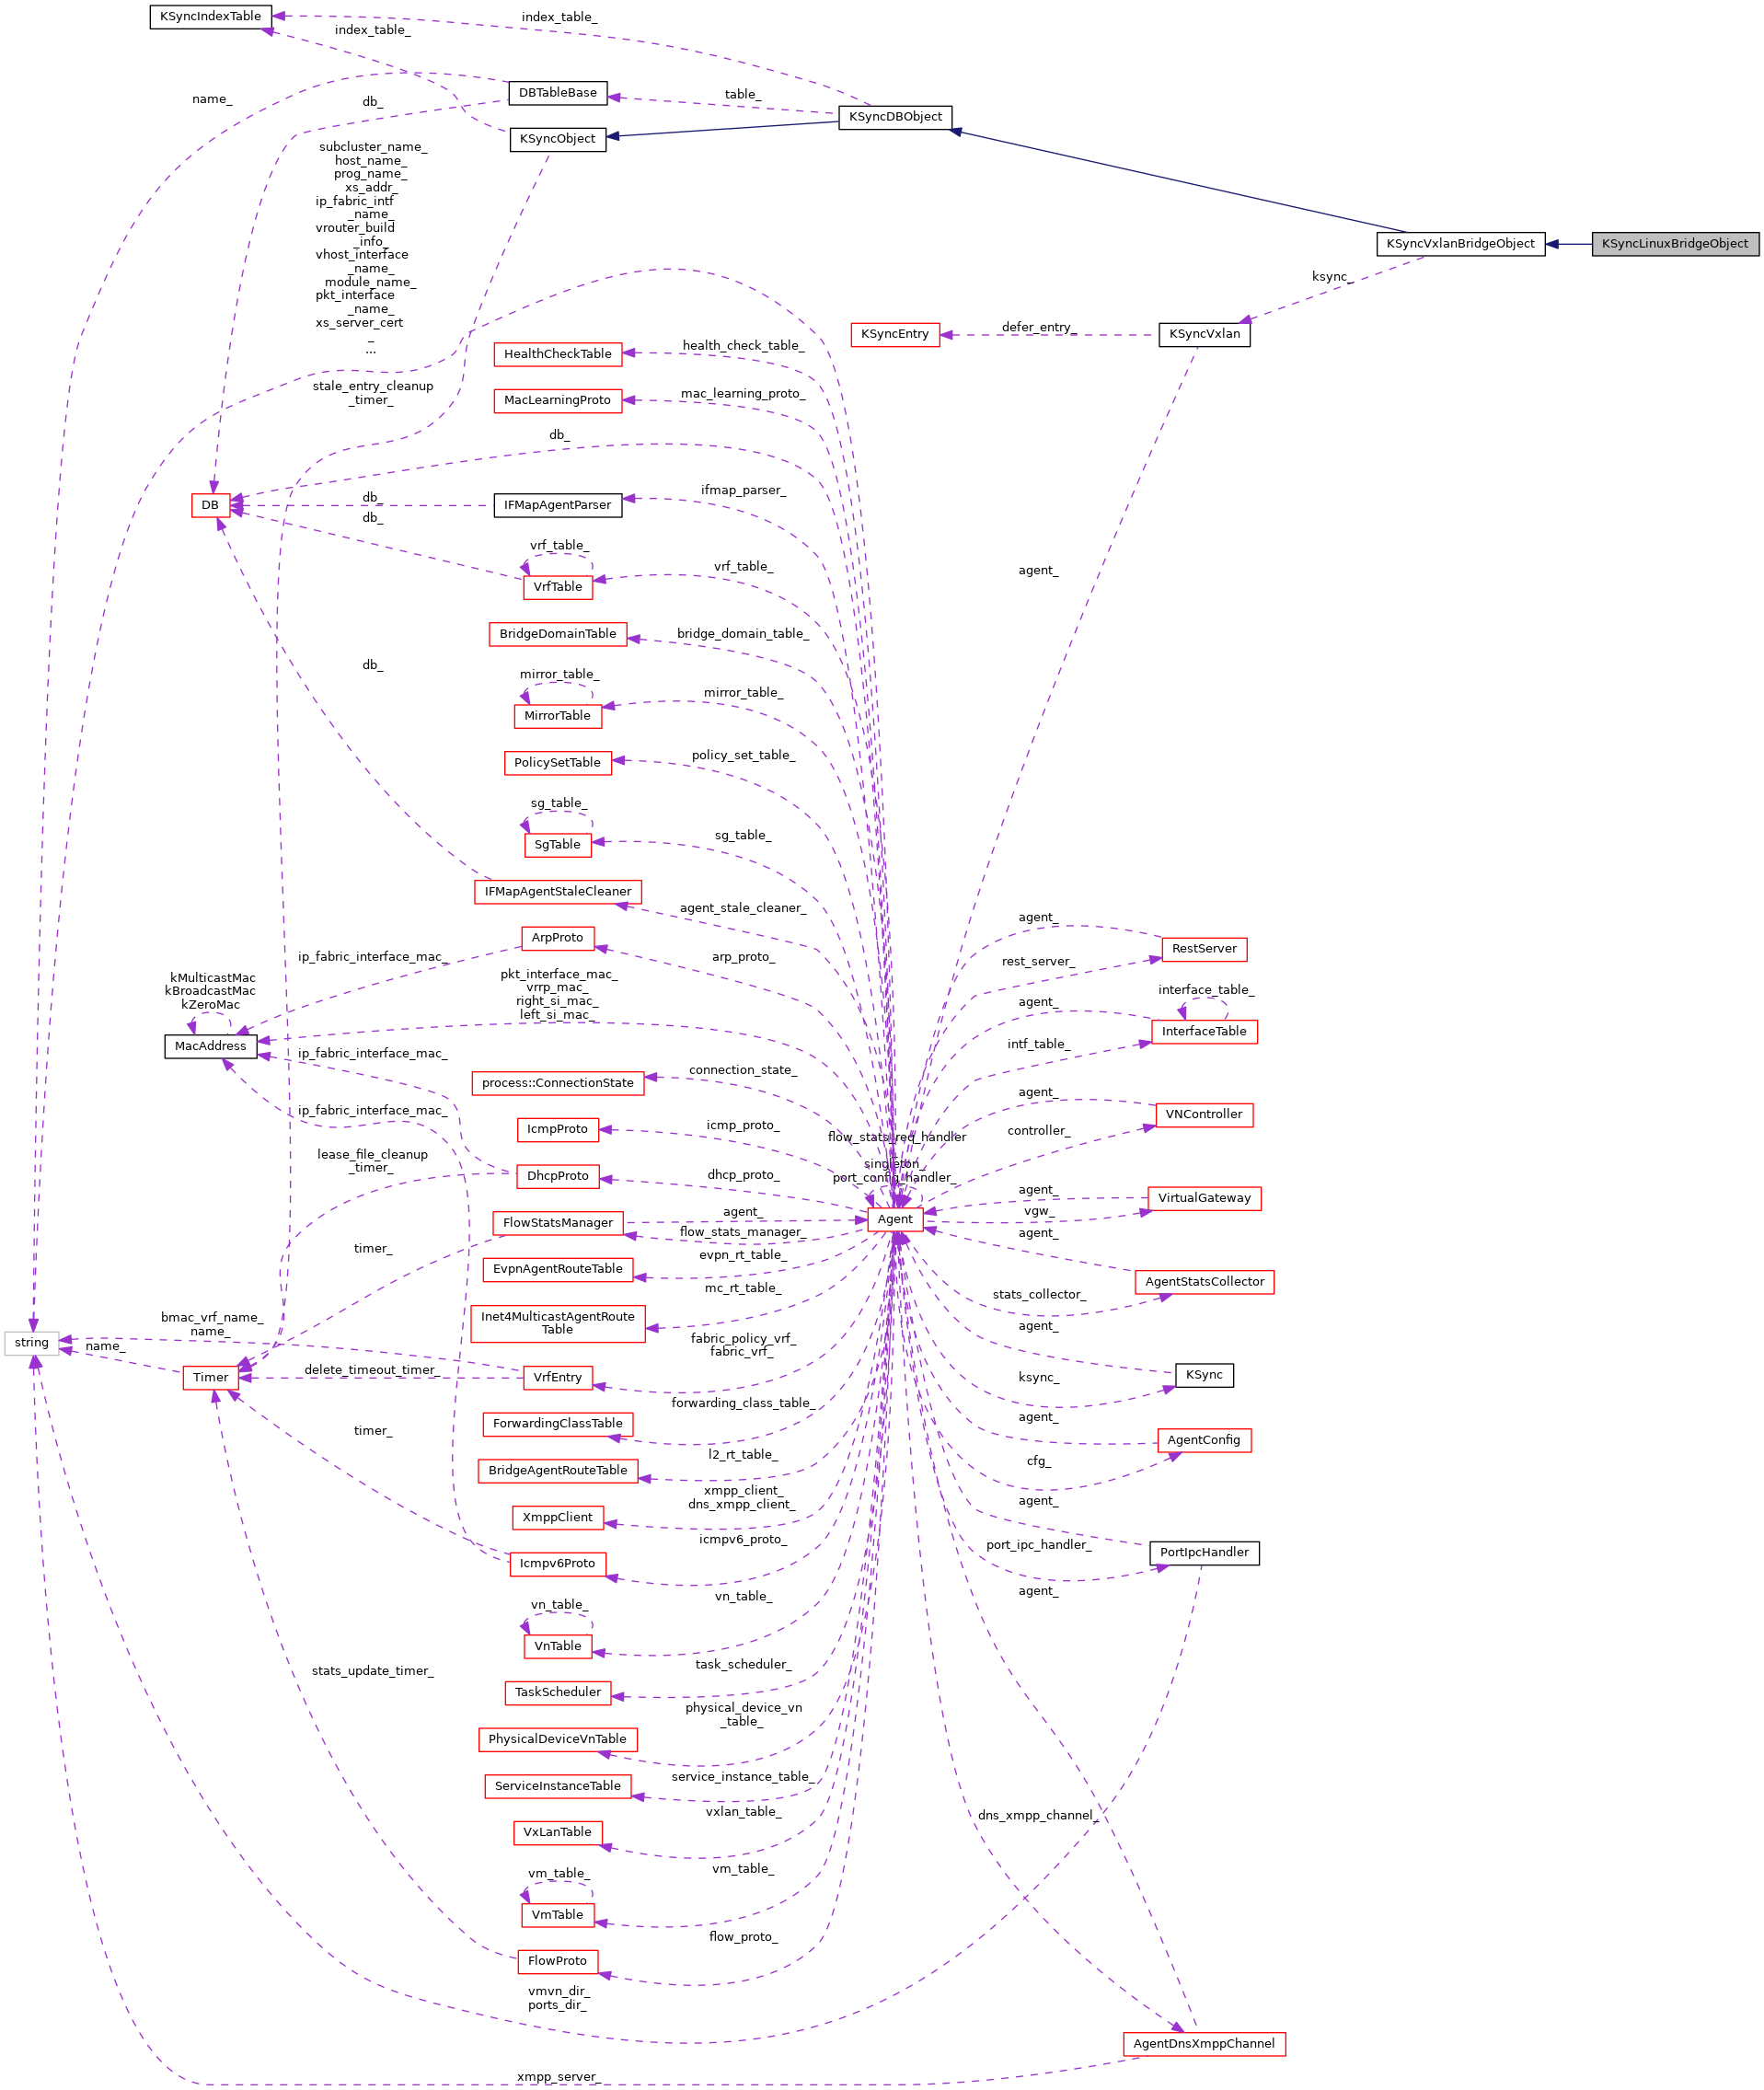 KSyncIndexTable
index_table_
index_table_
name_
db_
DBTableBase
table_
KSyncDBObject
KSyncObject
subcluster_name_
host_name_
prog_name_
xs_addr_
ip_fabric_intf
_name_
vrouter_build
_info_
vhost_interface
_name_
module_name_
pkt_interface
_name_
xs_server_cert
_
...
KSyncVxlanBridgeObject
KSyncLinuxBridgeObject
ksync_
KSyncEntry
defer_entry_
KSyncVxlan
HealthCheckTable
health_check_table_
stale_entry_cleanup
_timer_
MacLearningProto
mac_learning_proto_
db_
DB
db_
IFMapAgentParser
ifmap_parser_
db_
vrf_table_
VrfTable
vrf_table_
agent_
BridgeDomainTable
bridge_domain_table_
db_
mirror_table_
MirrorTable
mirror_table_
PolicySetTable
policy_set_table_
sg_table_
SgTable
sg_table_
IFMapAgentStaleCleaner
agent_stale_cleaner_
ArpProto
arp_proto_
ip_fabric_interface_mac_
agent_
RestServer
rest_server_
kMulticastMac
kBroadcastMac
kZeroMac
MacAddress
pkt_interface_mac_
vrrp_mac_
right_si_mac_
left_si_mac_
interface_table_
agent_
InterfaceTable
intf_table_
ip_fabric_interface_mac_
process::ConnectionState
connection_state_
agent_
VNController
controller_
ip_fabric_interface_mac_
IcmpProto
icmp_proto_
flow_stats_req_handler
singleton_
port_config_handler_
lease_file_cleanup
_timer_
DhcpProto
dhcp_proto_
agent_
VirtualGateway
vgw_
FlowStatsManager
agent_
flow_stats_manager_
Agent
agent_
timer_
EvpnAgentRouteTable
evpn_rt_table_
AgentStatsCollector
stats_collector_
Inet4MulticastAgentRoute
Table
mc_rt_table_
agent_
bmac_vrf_name_
name_
string
name_
Timer
delete_timeout_timer_
VrfEntry
fabric_policy_vrf_
fabric_vrf_
KSync
ksync_
timer_
ForwardingClassTable
forwarding_class_table_
agent_
AgentConfig
cfg_
BridgeAgentRouteTable
l2_rt_table_
XmppClient
xmpp_client_
dns_xmpp_client_
agent_
Icmpv6Proto
icmpv6_proto_
port_ipc_handler_
PortIpcHandler
agent_
vn_table_
VnTable
vn_table_
stats_update_timer_
TaskScheduler
task_scheduler_
PhysicalDeviceVnTable
physical_device_vn
_table_
ServiceInstanceTable
service_instance_table_
VxLanTable
vxlan_table_
dns_xmpp_channel_
vm_table_
VmTable
vm_table_
FlowProto
flow_proto_
vmvn_dir_
ports_dir_
AgentDnsXmppChannel
xmpp_server_